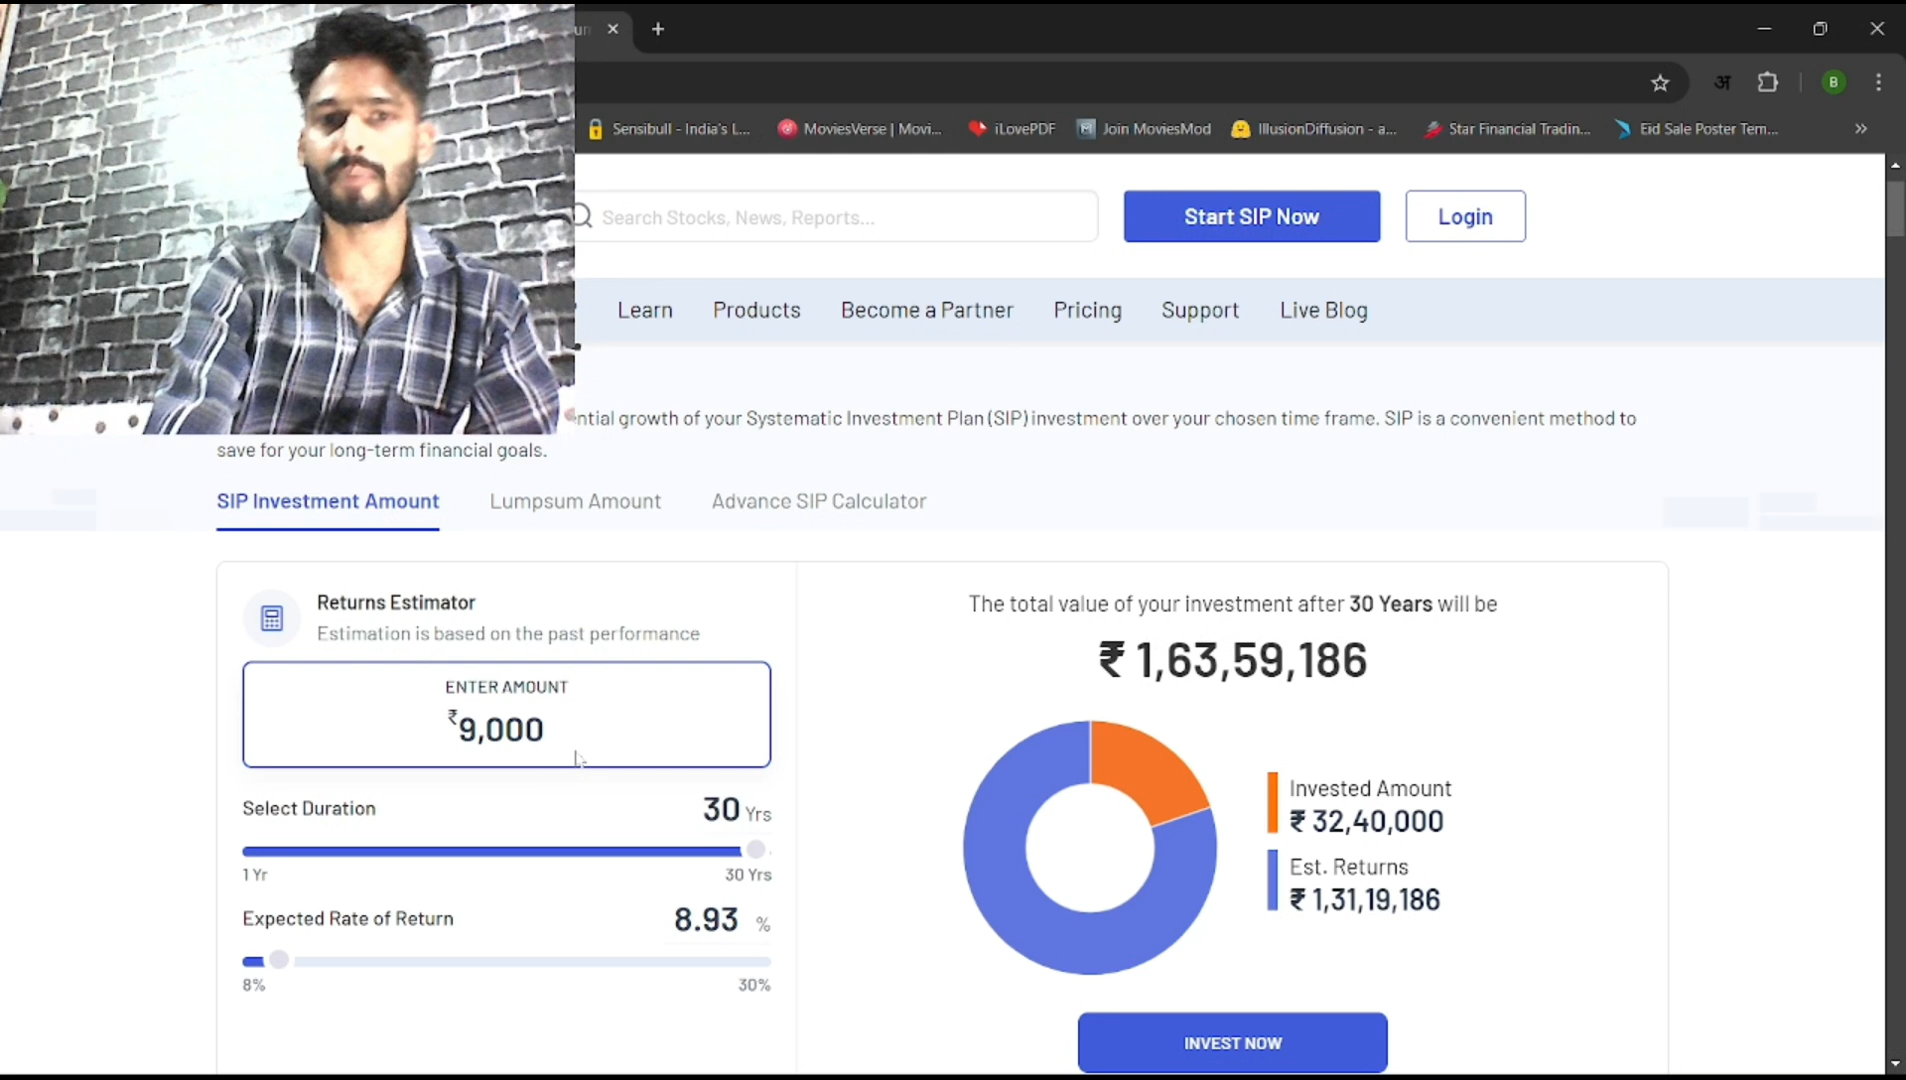 Sensibull - India's L...
MoviesVerse | Movi...
iLovePDF
Join MoviesMod
IllusionDiffusion - a...
Star Financial Tradin...
Eid Sale Poster Tem...
अ
B
Search Stocks, News, Reports...
Start SIP Now
Login
Learn
Products
Become a Partner
Pricing
Support
Live Blog
growth of your Systematic Investment Plan (SIP) investment over your chosen time frame. SIP is a convenient method to
save for your long-term financial goals.
SIP Investment Amount
Lumpsum Amount
Advance SIP Calculator
Returns Estimator
Estimation is based on the past performance
ENTER AMOUNT
₹9,000
Select Duration
30 Yrs
1 Yr
30 Yrs
Expected Rate of Return
8.93 %
8%
30%
The total value of your investment after 30 Years will be
₹ 1,63,59,186
Invested Amount
₹ 32,40,000
Est. Returns
₹ 1,31,19,186
INVEST NOW